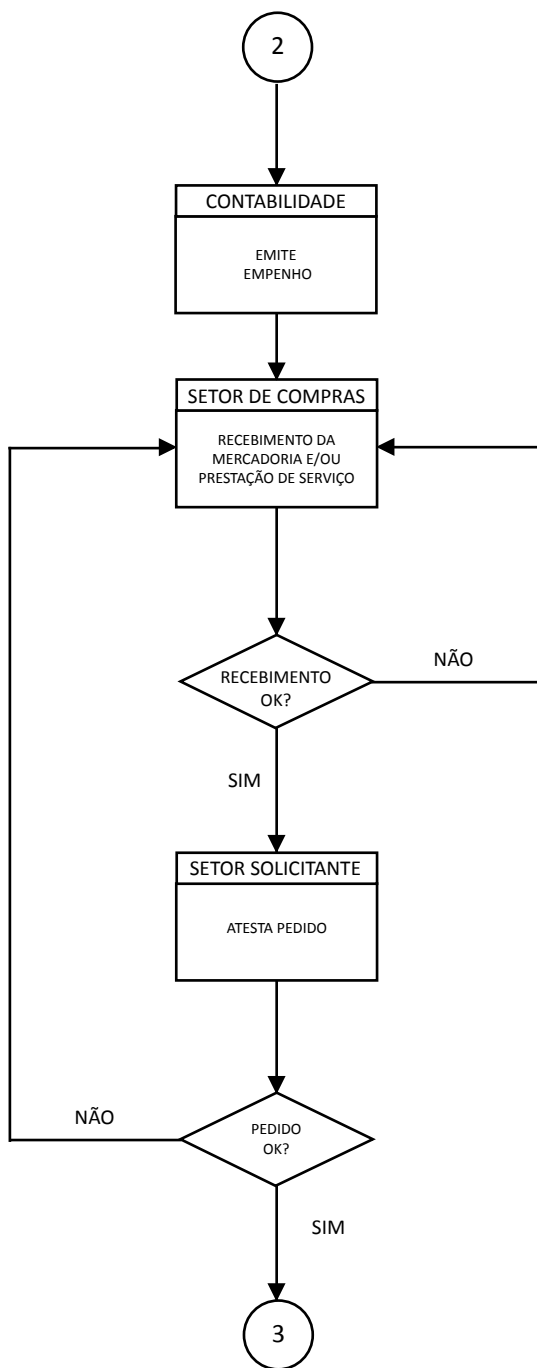 2
CONTABILIDADE
EMITE
EMPENHO
SETOR DE COMPRAS
RECEBIMENTO DA
MERCADORIA E/OU
PRESTAÇÃO DE SERVIÇO
RECEBIMENTO
OK?
NÃO
SIM
SETOR SOLICITANTE
ATESTA PEDIDO
NÃO
PEDIDO
OK?
SIM
3